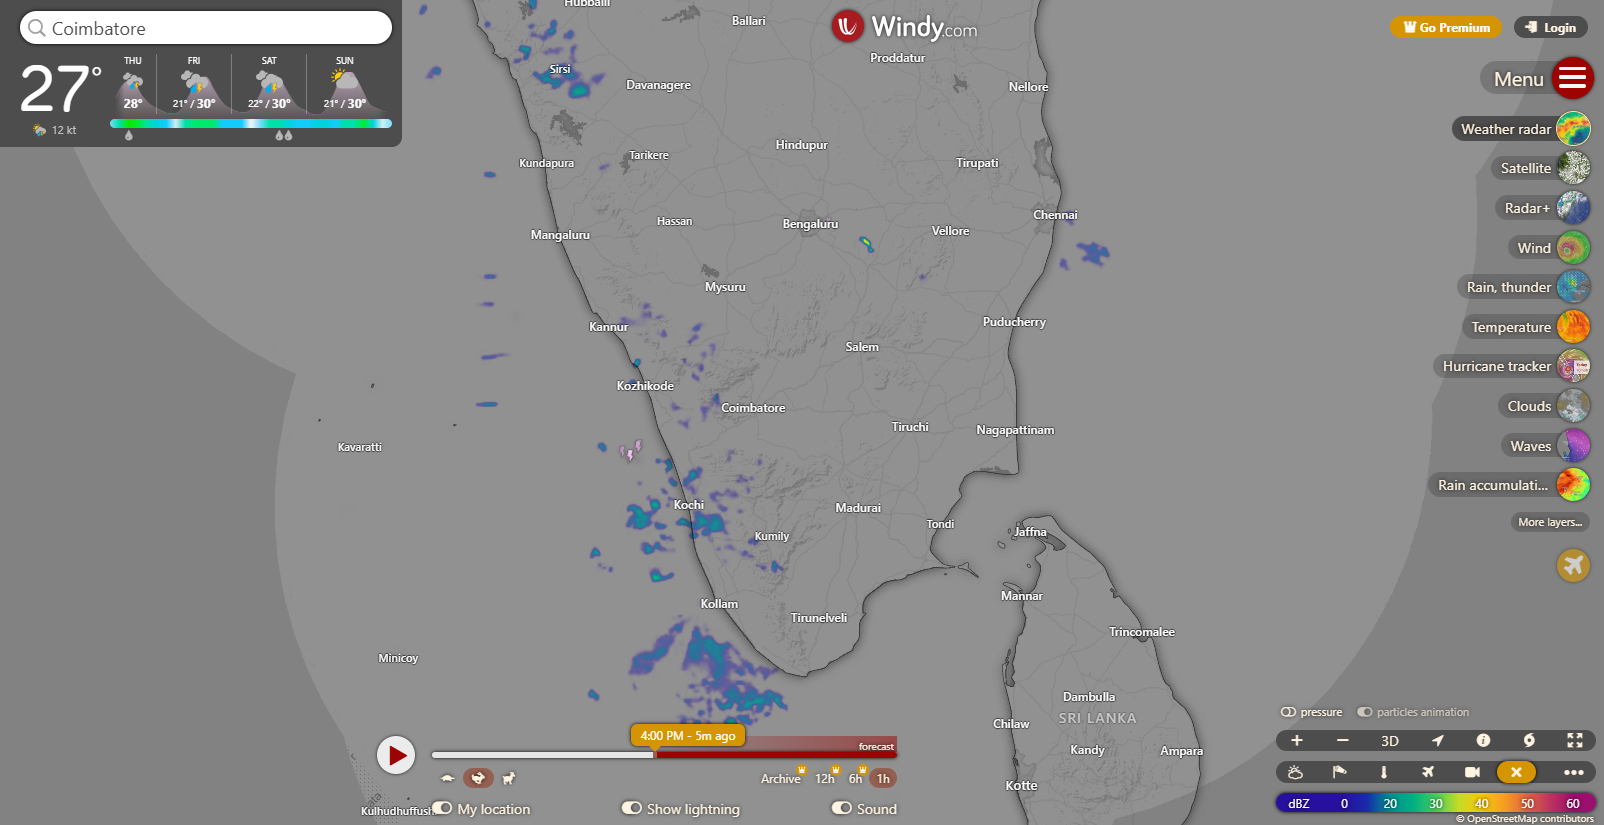 Coimbatore
27°
12 kt
THU
28°
FRI
21° / 30°
SAT
22° / 30°
SUN
21° / 30°
Windy.com
Go Premium
Login
Menu
Weather radar
Satellite
Radar+
Wind
Rain, thunder
Temperature
Hurricane tracker
Clouds
Waves
Rain accumulati...
More layers...
Hubballi
Ballari
Proddatur
Sirsi
Davanagere
Nellore
Hindupur
Kundapura
Tarikere
Tirupati
Hassan
Chennai
Mangaluru
Bengaluru
Vellore
Mysuru
Kannur
Puducherry
Salem
Kozhikode
Coimbatore
Tiruchi
Nagapattinam
Kavaratti
Kochi
Madurai
Tondi
Kumily
Jaffna
Kollam
Tirunelveli
Mannar
Trincomalee
Minicoy
Dambulla
Chilaw
SRI LANKA
Kandy
Ampara
Kotte
Kulhudhuffushi
4:00 PM - 5m ago
forecast
Archive
12h
6h
1h
My location
Show lightning
Sound
pressure
particles animation
+
−
3D
dBZ
0
20
30
40
50
60
© OpenStreetMap contributors